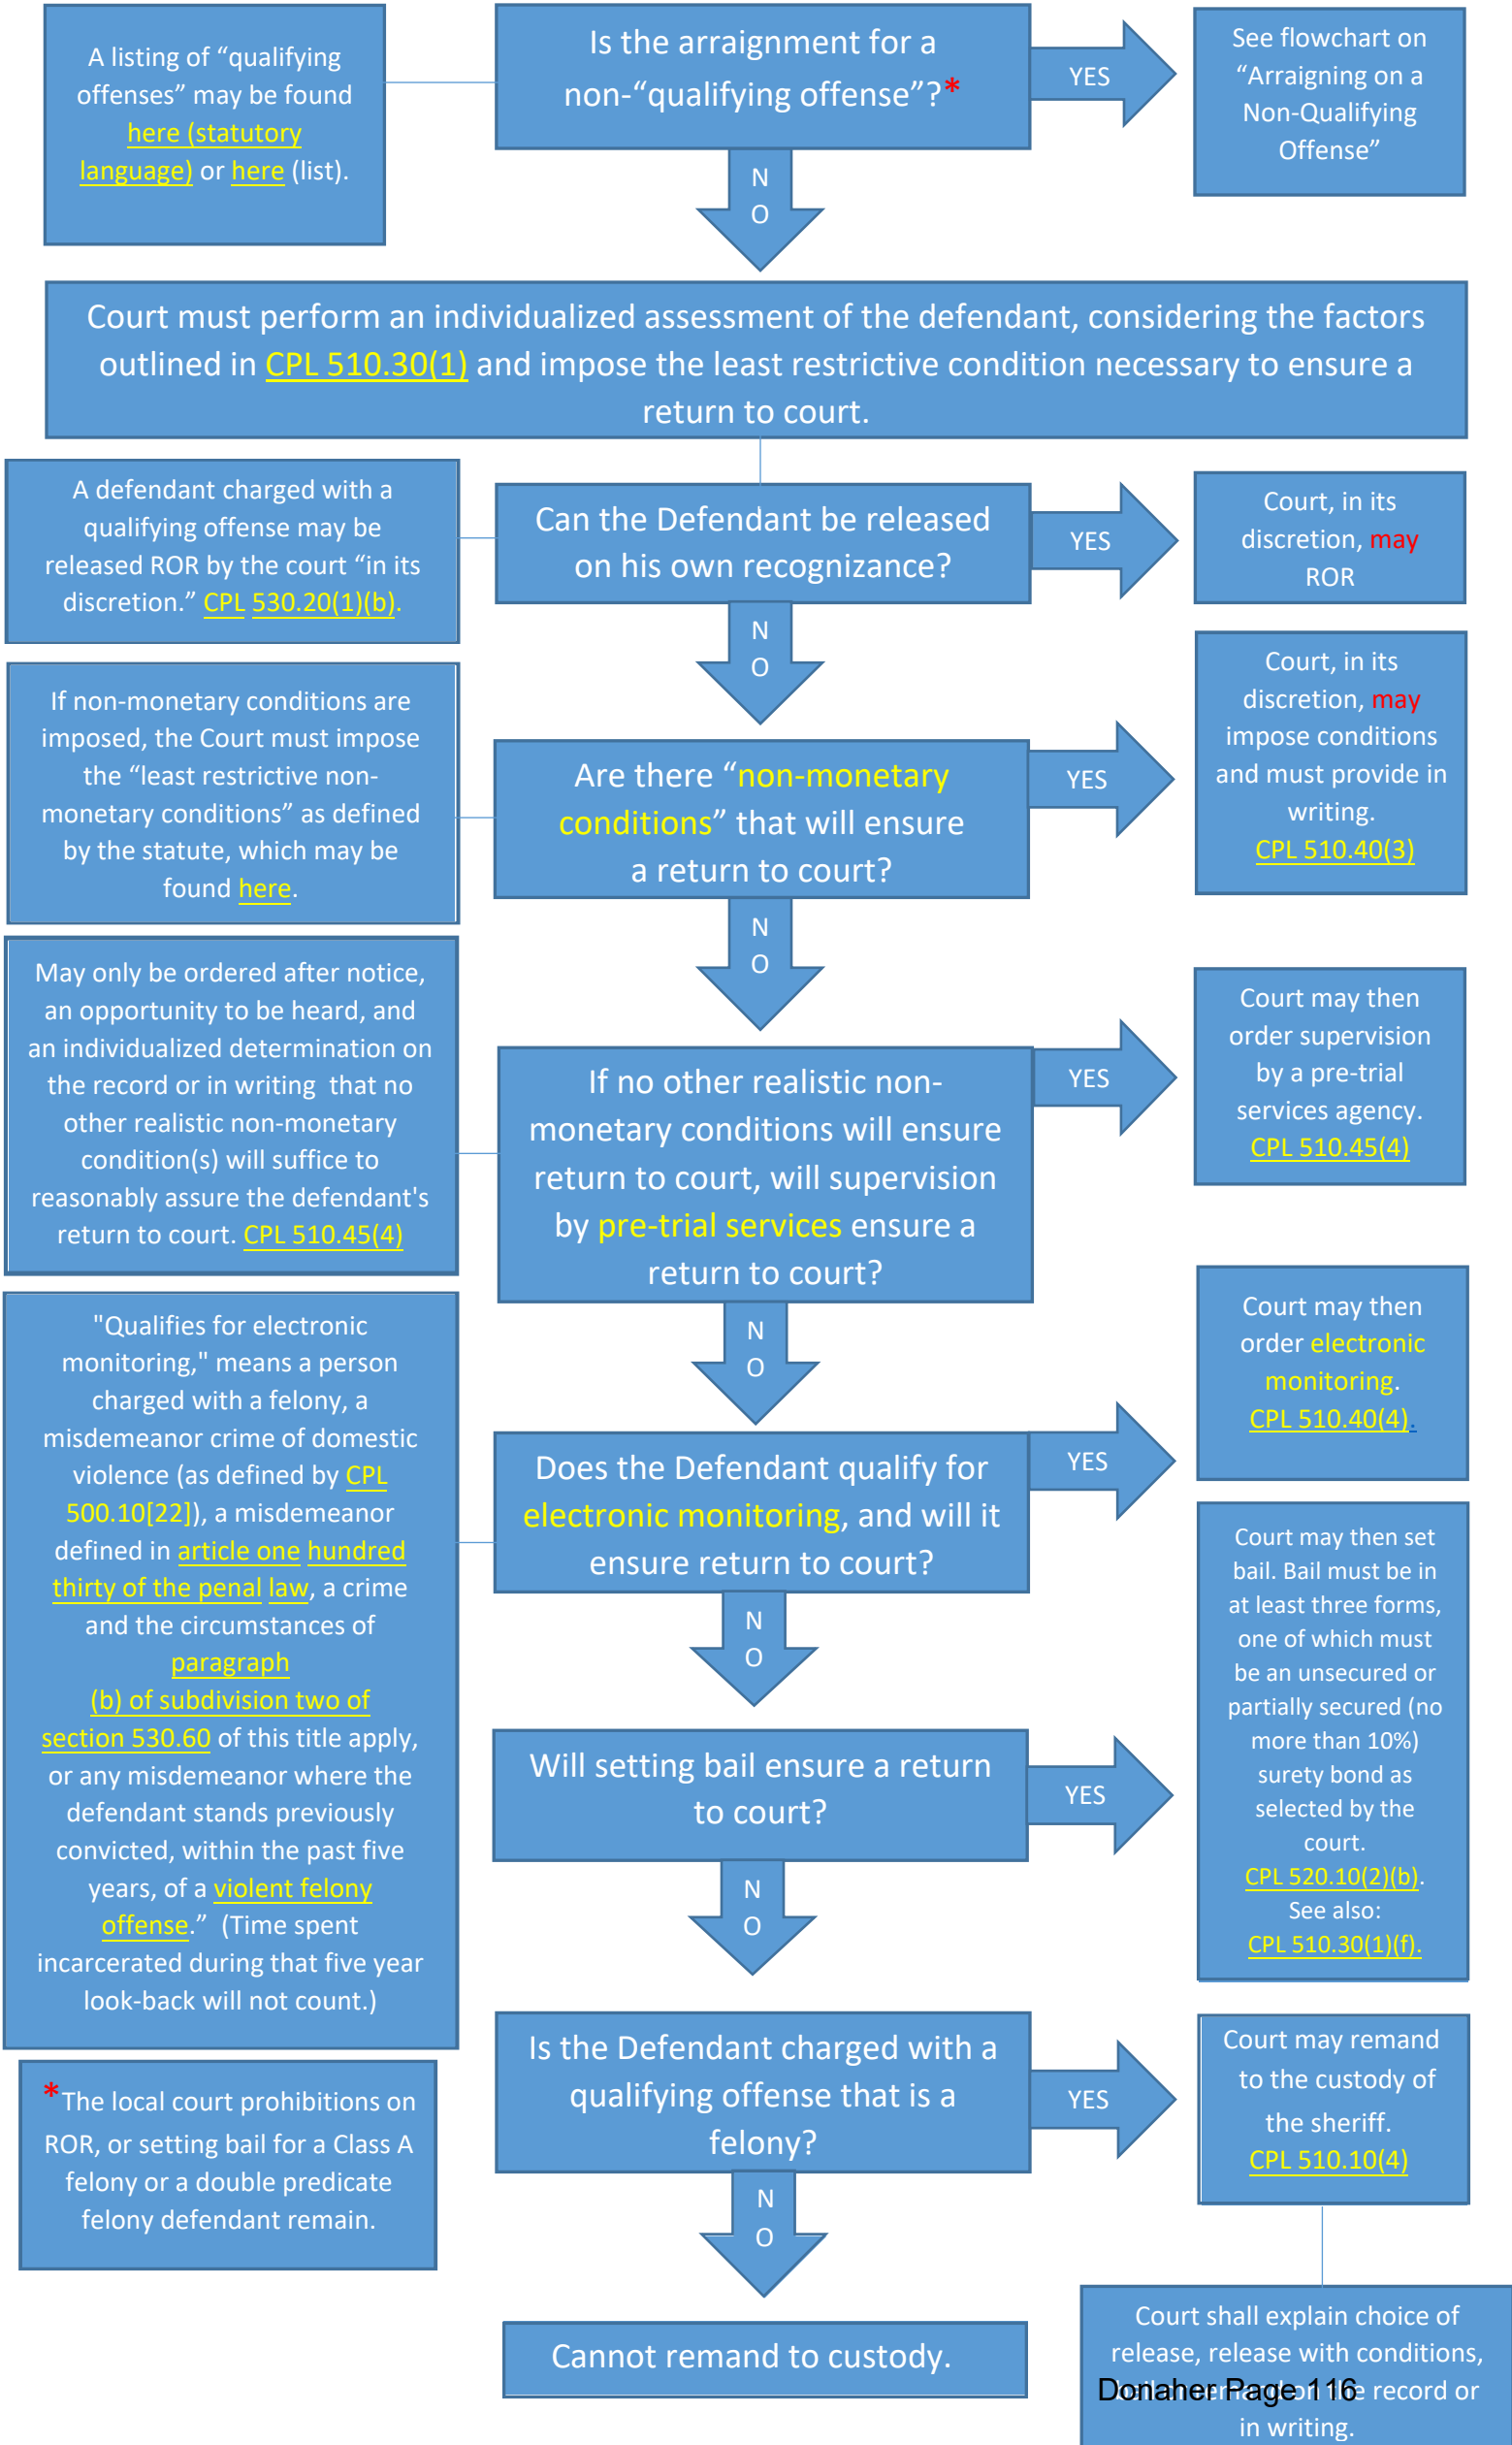 A listing of “qualifying
offenses” may be found
here (statutory
language) or here (list).
Is the arraignment for a
non-“qualifying offense”?*
YES
See flowchart on
“Arraigning on a
Non-Qualifying
Offense”
N
O
Court must perform an individualized assessment of the defendant, considering the factors
outlined in CPL 510.30(1) and impose the least restrictive condition necessary to ensure a
return to court.
A defendant charged with a
qualifying offense may be
released ROR by the court “in its
discretion.” CPL 530.20(1)(b).
Can the Defendant be released
on his own recognizance?
YES
Court, in its
discretion, may
ROR
N
O
If non-monetary conditions are
imposed, the Court must impose
the “least restrictive non-
monetary conditions” as defined
by the statute, which may be
found here.
Are there “non-monetary
conditions” that will ensure
a return to court?
YES
Court, in its
discretion, may
impose conditions
and must provide in
writing.
CPL 510.40(3)
N
O
May only be ordered after notice,
an opportunity to be heard, and
an individualized determination on
the record or in writing that no
other realistic non-monetary
condition(s) will suffice to
reasonably assure the defendant's
return to court. CPL 510.45(4)
If no other realistic non-
monetary conditions will ensure
return to court, will supervision
by pre-trial services ensure a
return to court?
YES
Court may then
order supervision
by a pre-trial
services agency.
CPL 510.45(4)
N
O
"Qualifies for electronic
monitoring," means a person
charged with a felony, a
misdemeanor crime of domestic
violence (as defined by CPL
500.10[22]), a misdemeanor
defined in article one hundred
thirty of the penal law, a crime
and the circumstances of
paragraph
(b) of subdivision two of
section 530.60 of this title apply,
or any misdemeanor where the
defendant stands previously
convicted, within the past five
years, of a violent felony
offense.” (Time spent
incarcerated during that five year
look-back will not count.)
Does the Defendant qualify for
electronic monitoring, and will it
ensure return to court?
YES
Court may then
order electronic
monitoring.
CPL 510.40(4).
N
O
Will setting bail ensure a return
to court?
YES
Court may then set
bail. Bail must be in
at least three forms,
one of which must
be an unsecured or
partially secured (no
more than 10%)
surety bond as
selected by the
court.
CPL 520.10(2)(b).
See also:
CPL 510.30(1)(f).
N
O
Is the Defendant charged with a
qualifying offense that is a
felony?
YES
Court may remand
to the custody of
the sheriff.
CPL 510.10(4)
*The local court prohibitions on
ROR, or setting bail for a Class A
felony or a double predicate
felony defendant remain.
N
O
Cannot remand to custody.
Court shall explain choice of
release, release with conditions,
on the record or
in writing.
Donaher Page 116